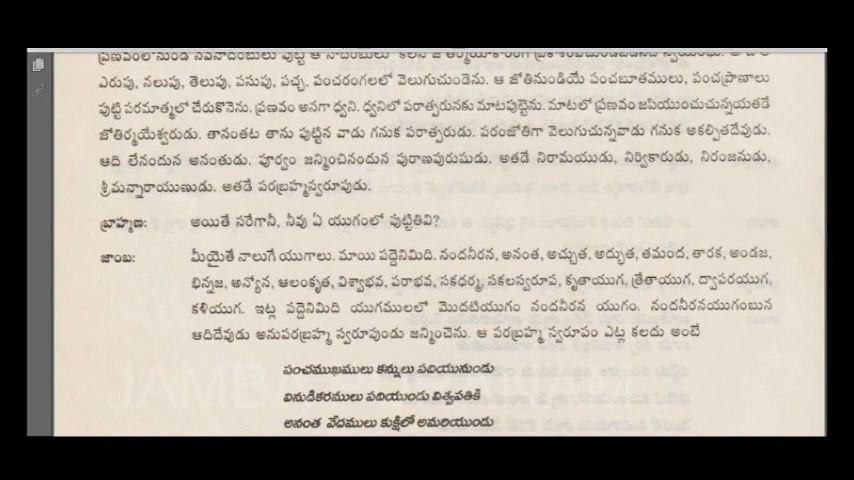 ప్రణవంలోనుండి నవనాదంబులు పుట్టె ఆ నాదంబులు
ఎరుపు, నలుపు, తెలుపు, పసుపు, పచ్చ, పంచరంగలలో వెలుగుచుండెను. ఆ జోతినుండియే పంచభూతములు, పంచప్రాణాలు
పుట్టి పరమాత్మలో చేరుకొనెను. ప్రణవం అనగా ధ్వని. ధ్వనిలో పరాత్పరునకు మాటపుట్టెను. మాటలో ప్రణవం జపియించుచున్నయతడే
జోతిర్మయేశ్వరుడు. తానంతట తాను పుట్టిన వాడు గనుక పరాత్పరుడు. పరంజోతిగా వెలుగుచున్నవాడు గనుక అకల్పితదేవుడు.
ఆది లేనందున అనంతుడు. పూర్వం జన్మించినందున పురాణపురుషుడు. అతడే నిరామయుడు, నిర్వికారుడు, నిరంజనుడు,
శ్రీమన్నారాయుణుడు. అతడే పరబ్రహ్మస్వరూపుడు.
బ్రాహ్మణ: అయితే సరేగానీ, నీవు ఏ యుగంలో పుట్టితివి?
జాంబ: మీయైతే నాలుగే యుగాలు. మాయి పద్దెనిమిది. నందనీరన, అనంత, అచ్చుత, అద్భుత, తమంద, తారక, అండజ,
భిన్నజ, అన్యోన, ఆలంకృత, విశ్వాభవ, పరాభవ, సకధర్మ, సకలస్వరూప, కృతాయుగ, త్రేతాయుగ, ద్వాపరయుగ,
కళియుగ. ఇట్ల పద్దెనిమిది యుగములలో మొదటియుగం నందనీరన యుగం. నందనీరనయుగంబున
ఆదిదేవుడు అనుపరబ్రహ్మ స్వరూపుండు జన్మించెను. ఆ పరబ్రహ్మ స్వరూపం ఎట్ల కలదు అంటే
పంచముఖములు కన్నులు పదియునుండు
వినుడికరములు పదియుండు విశ్వపతికి
అనంత వేదములు కుక్షిలో అమరియుండు